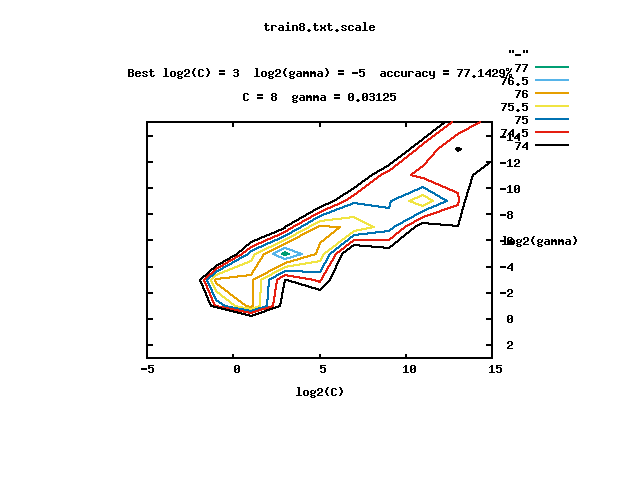 train8.txt.scale
"-"
Best log2(C) = 3  log2(gamma) = -5  accuracy = 77.1429%
C = 8  gamma = 0.03125
77
76.5
76
75.5
75
74.5
74
-14
-12
-10
-8
-6
log2(gamma)
-4
-2
0
2
-5 0 5 10 15
log2(C)